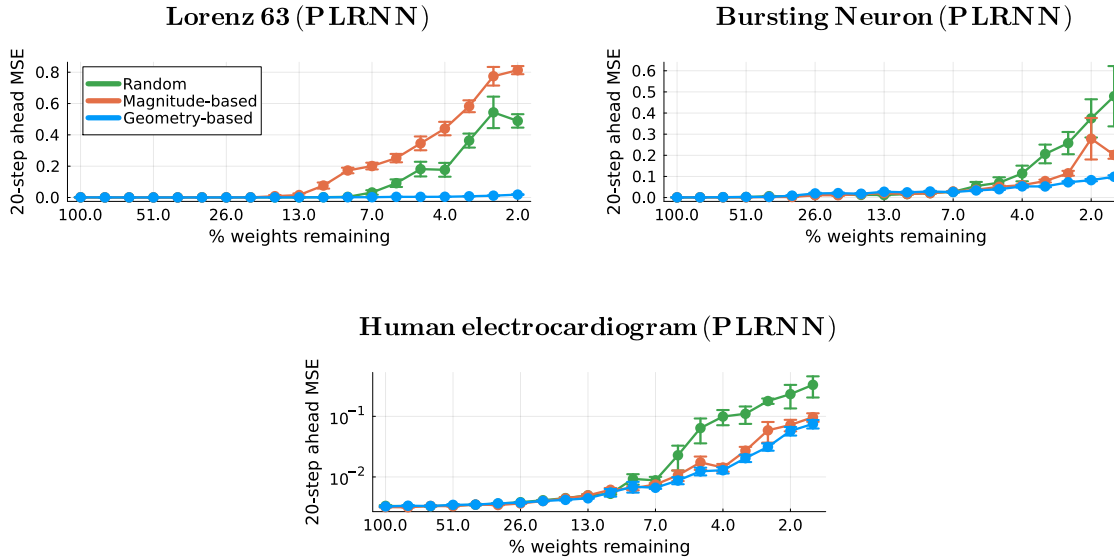 Lorenz 63 (PLRNN)
20-step ahead MSE
0.8
0.6
0.4
0.2
0.0
Random
Magnitude-based
Geometry-based
100.0 51.0 26.0 13.0 7.0 4.0 2.0
% weights remaining
Bursting Neuron (PLRNN)
20-step ahead MSE
0.6
0.5
0.4
0.3
0.2
0.1
0.0
100.0 51.0 26.0 13.0 7.0 4.0 2.0
% weights remaining
Human electrocardiogram (PLRNN)
20-step ahead MSE
10⁻¹
10⁻²
100.0 51.0 26.0 13.0 7.0 4.0 2.0
% weights remaining